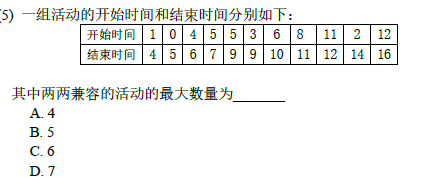 (5) 一组活动的开始时间和结束时间分别如下:
开始时间 1 0 4 5 5 3 6 8 11 2 12
结束时间 4 5 6 7 9 9 10 11 12 14 16
其中两两兼容的活动的最大数量为_______
A. 4
B. 5
C. 6
D. 7